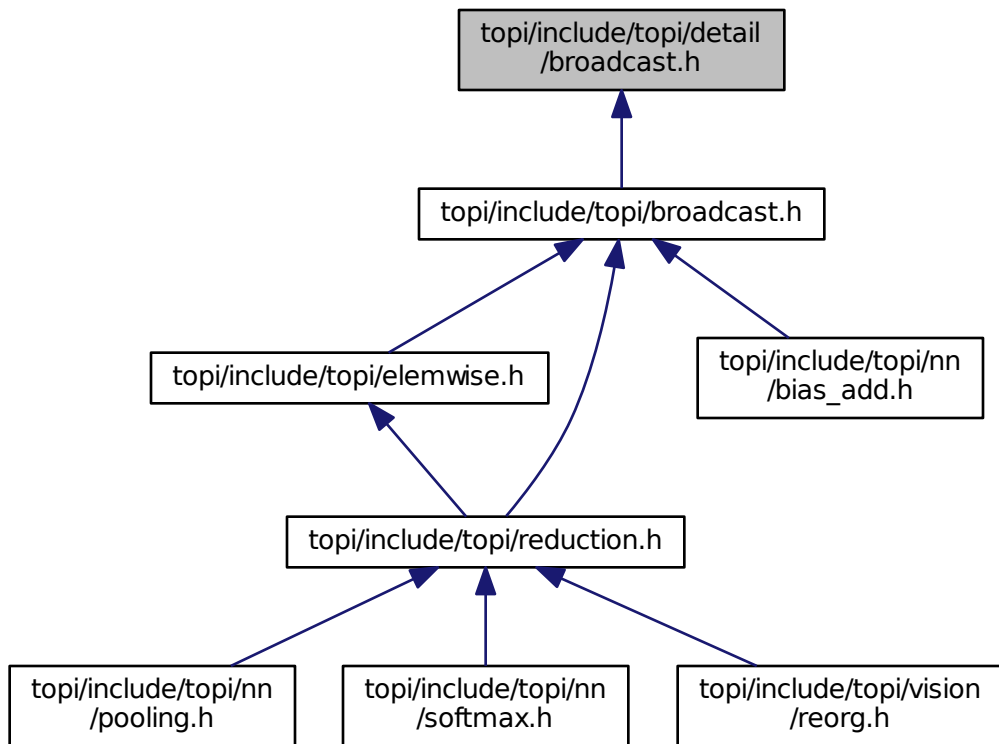 topi/include/topi/detail
/broadcast.h
topi/include/topi/broadcast.h
topi/include/topi/elemwise.h
topi/include/topi/nn
/bias_add.h
topi/include/topi/reduction.h
topi/include/topi/nn
/pooling.h
topi/include/topi/nn
/softmax.h
topi/include/topi/vision
/reorg.h